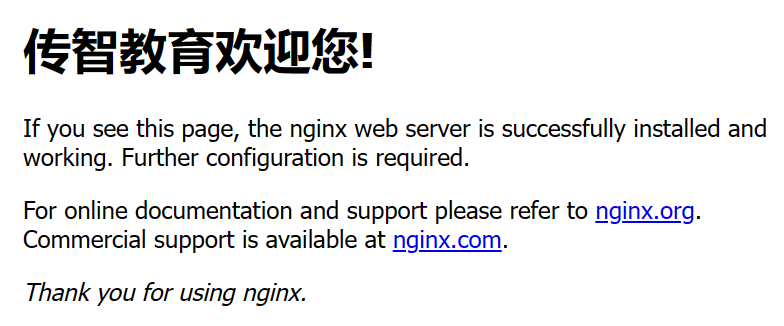 传智教育欢迎您!
If you see this page, the nginx web server is successfully installed and
working. Further configuration is required.
For online documentation and support please refer to nginx.org.
Commercial support is available at nginx.com.
Thank you for using nginx.